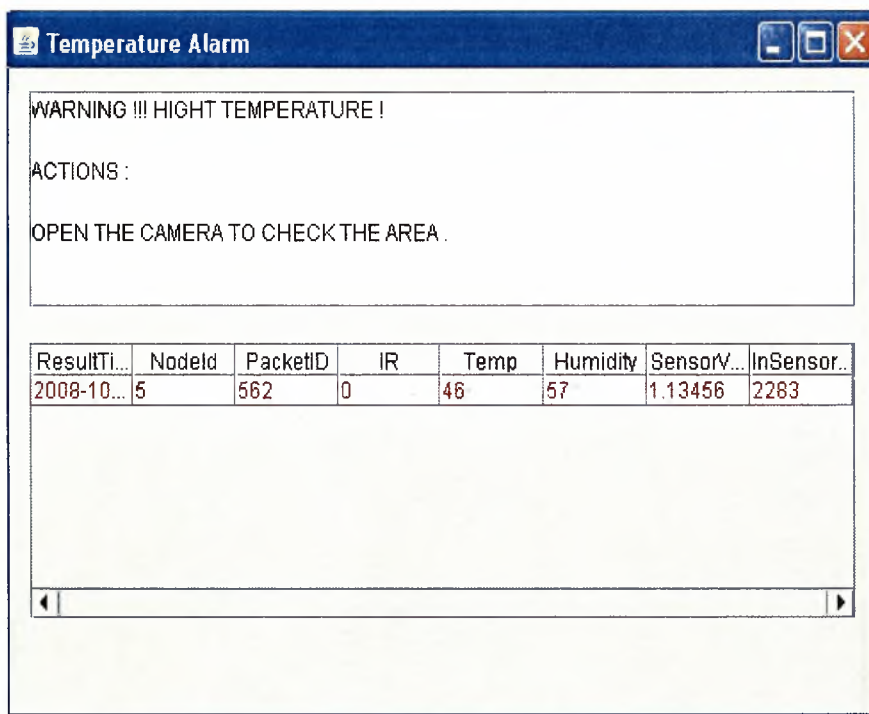 Temperature Alarm
WARNING !!! HIGHT TEMPERATURE !
ACTIONS :
OPEN THE CAMERA TO CHECK THE AREA .
ResultTi... NodeId PacketID IR Temp Humidity SensorV... InSensor..
2008-10... 5 562 0 46 57 1.13456 2283